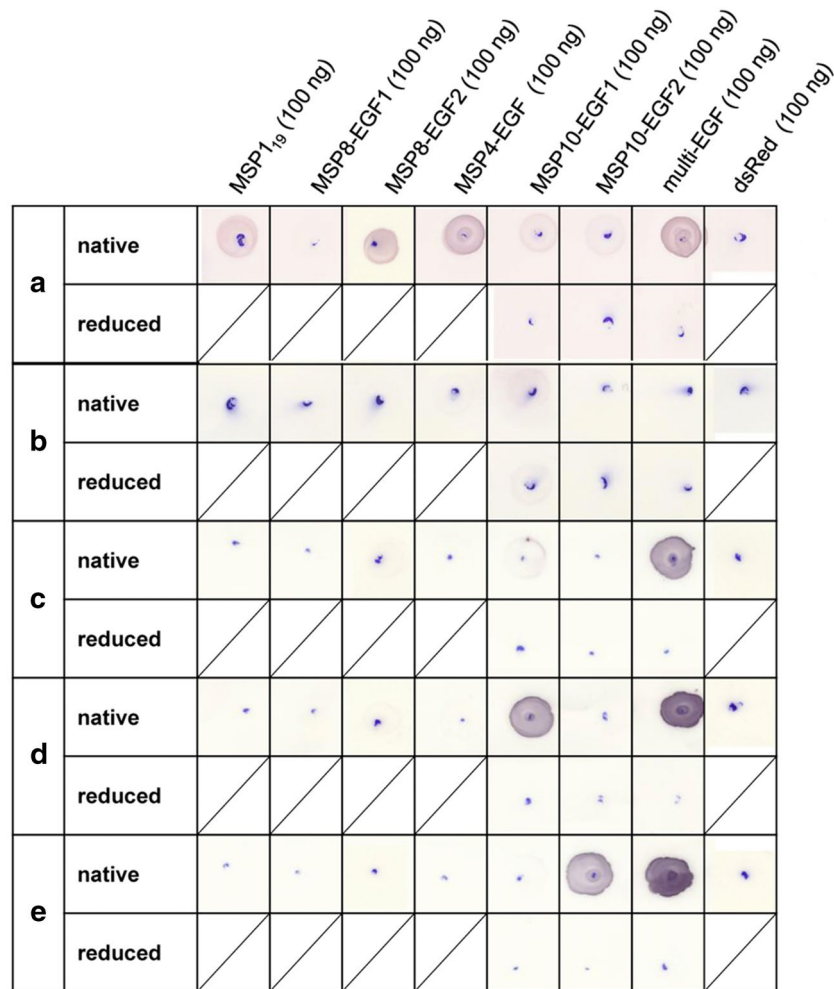 MSP1₁₉ (100 ng)
MSP8-EGF1 (100 ng)
MSP8-EGF2 (100 ng)
MSP4-EGF (100 ng)
MSP10-EGF1 (100 ng)
MSP10-EGF2 (100 ng)
multi-EGF (100 ng)
dsRed (100 ng)
a
native
reduced
b
native
reduced
c
native
reduced
d
native
reduced
e
native
reduced